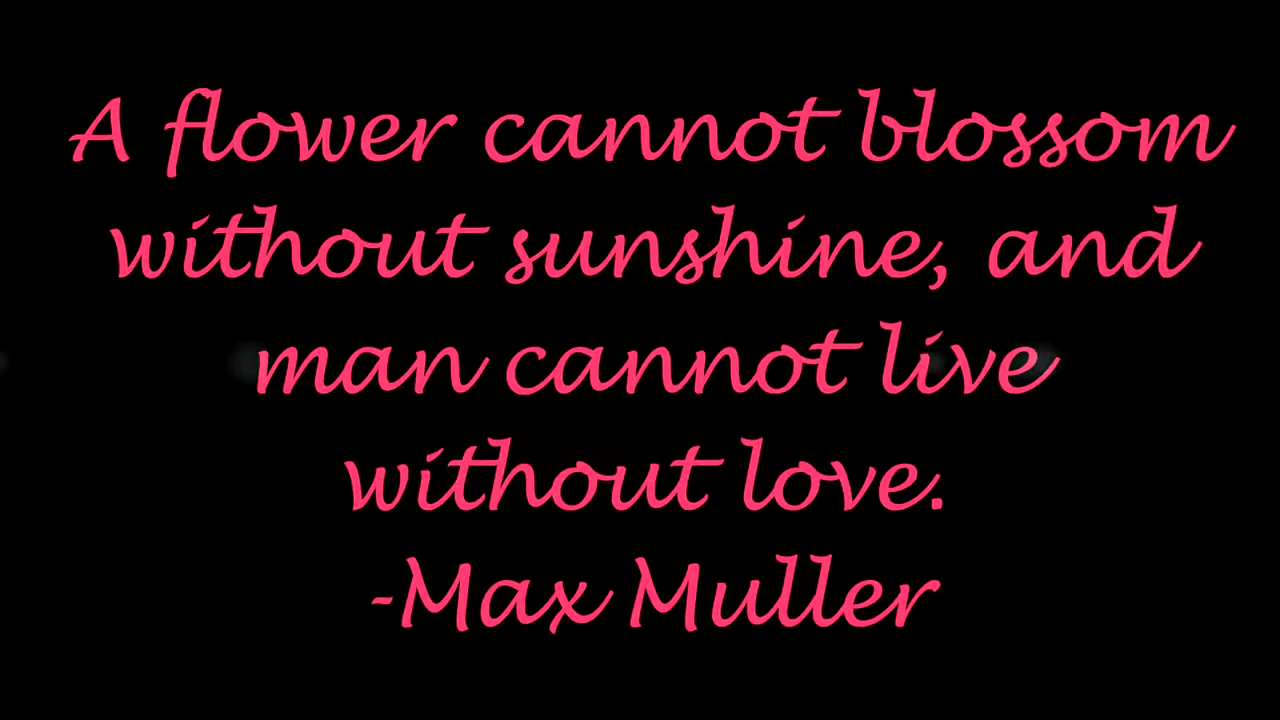 A flower cannot blossom
without sunshine, and
man cannot live
without love.
-Max Muller